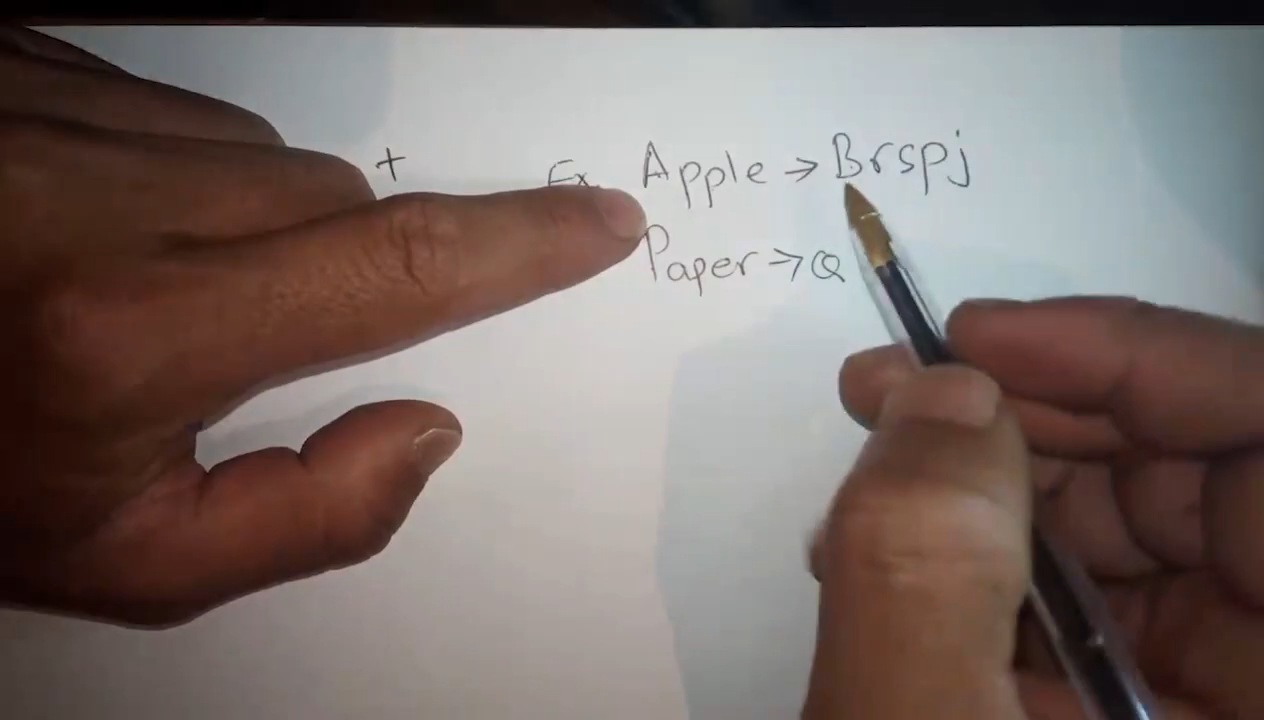 + Ex. Apple → Brspj
Paper → Q